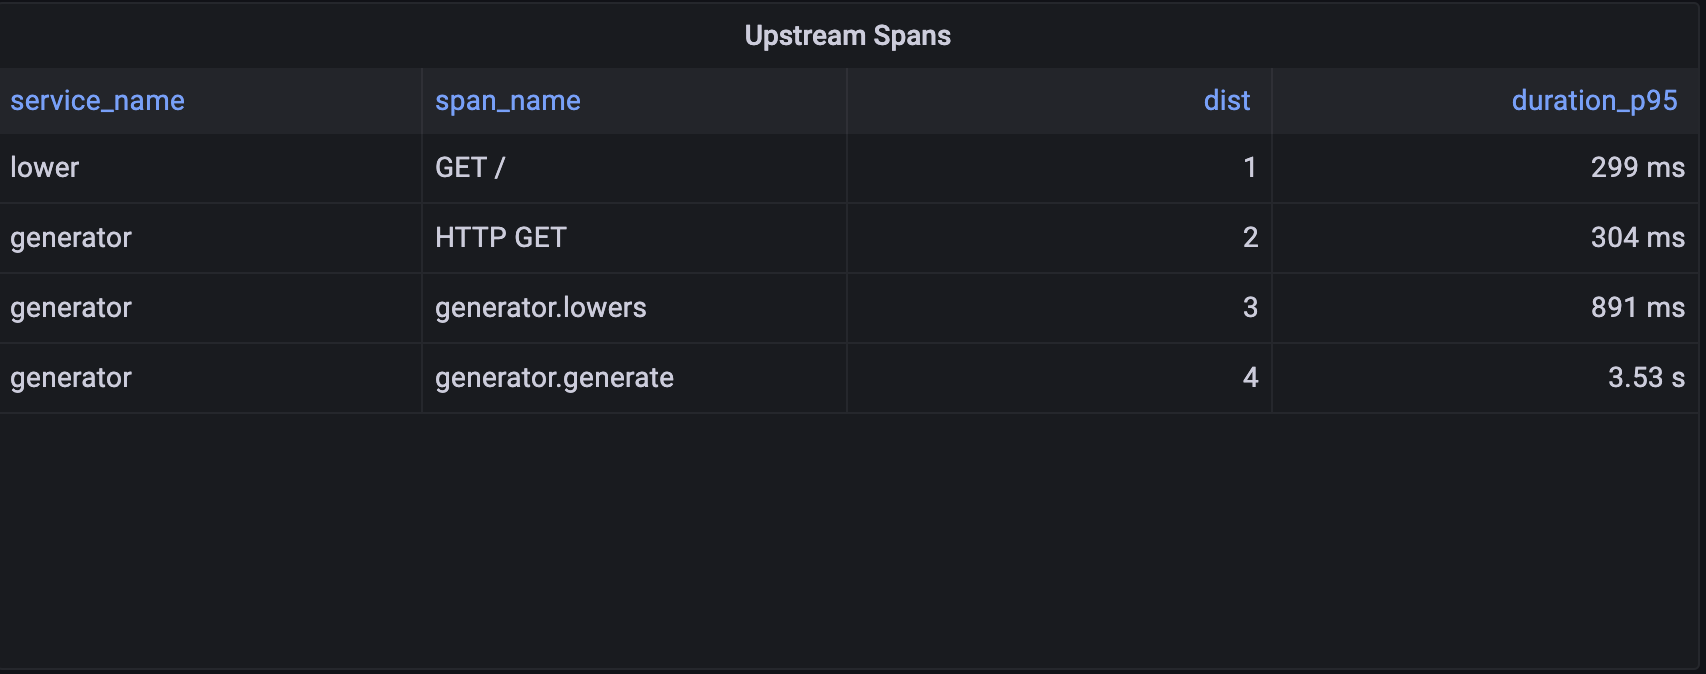 Upstream Spans
service_name span_name dist duration_p95
lower GET / 1 299 ms
generator HTTP GET 2 304 ms
generator generator.lowers 3 891 ms
generator generator.generate 4 3.53 s